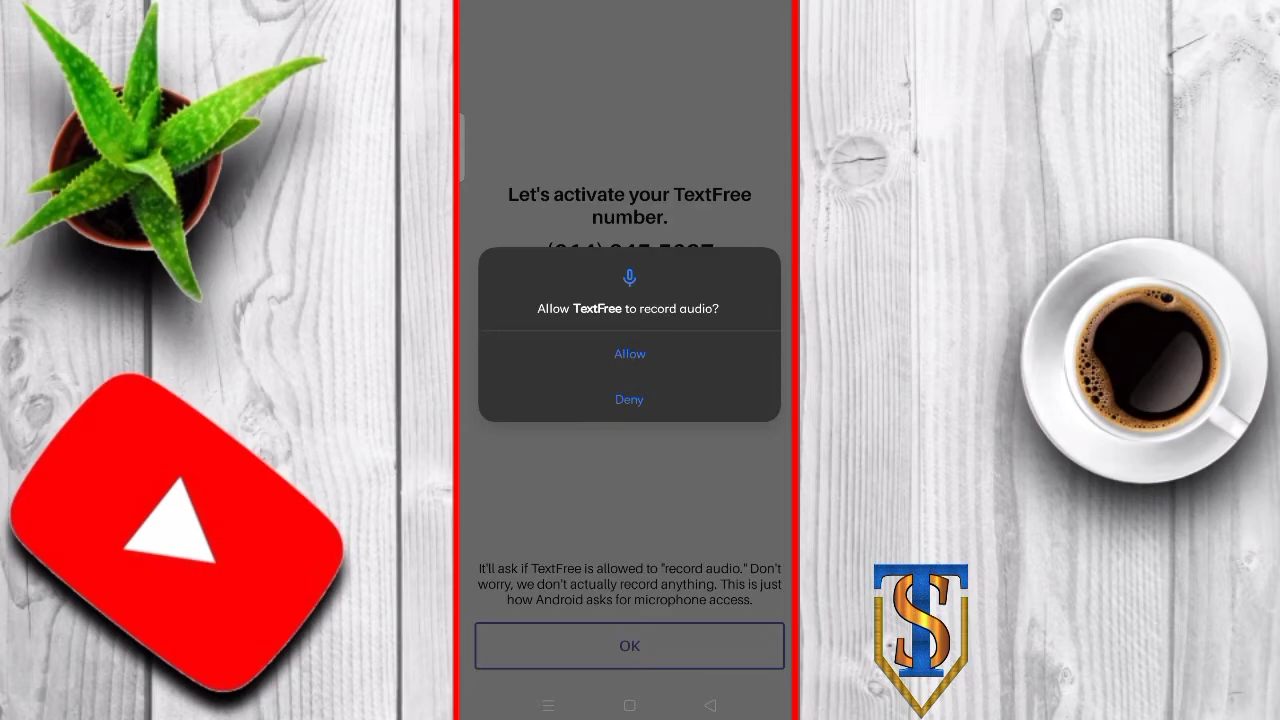 Let's activate your TextFree
number.
Allow TextFree to record audio?
Allow
Deny
It'll ask if TextFree is allowed to "record audio." Don't
worry, we don't actually record anything. This is just
how Android asks for microphone access.
OK